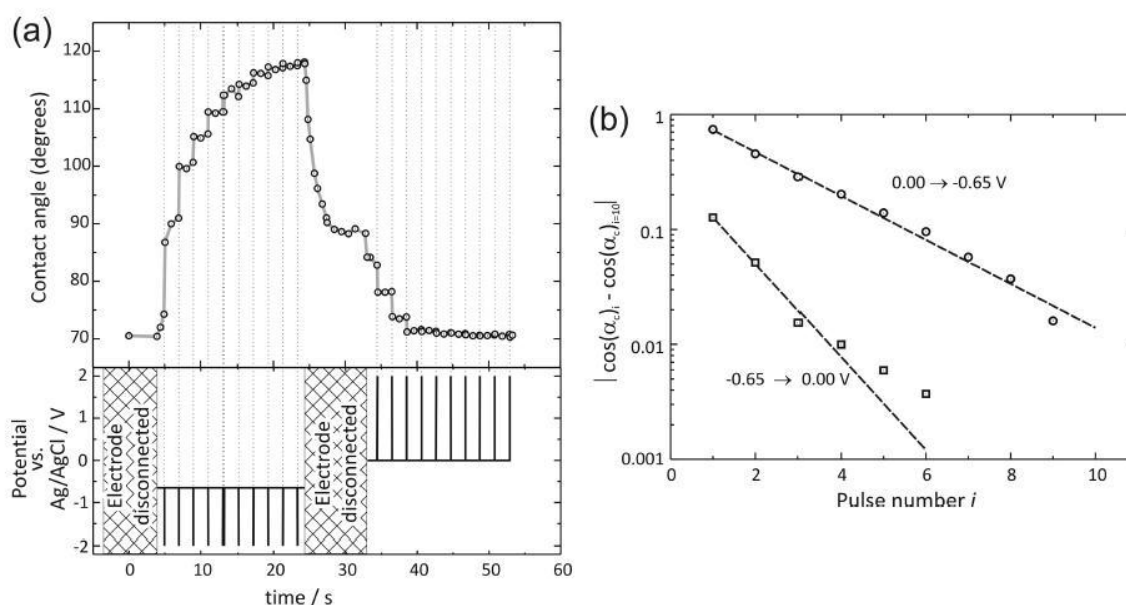 (a)
120
110
100
90
80
70
Contact angle (degrees)
2
1
0
-1
-2
Potential
vs.
Ag/AgCl / V
Electrode
disconnected
Electrode
disconnected
0
10
20
30
40
50
60
time / s
(b)
1
0.1
0.01
0.001
| cos(αc)i - cos(αc)i=10|
0.00 → -0.65 V
-0.65 → 0.00 V
0
2
4
6
8
10
Pulse number i